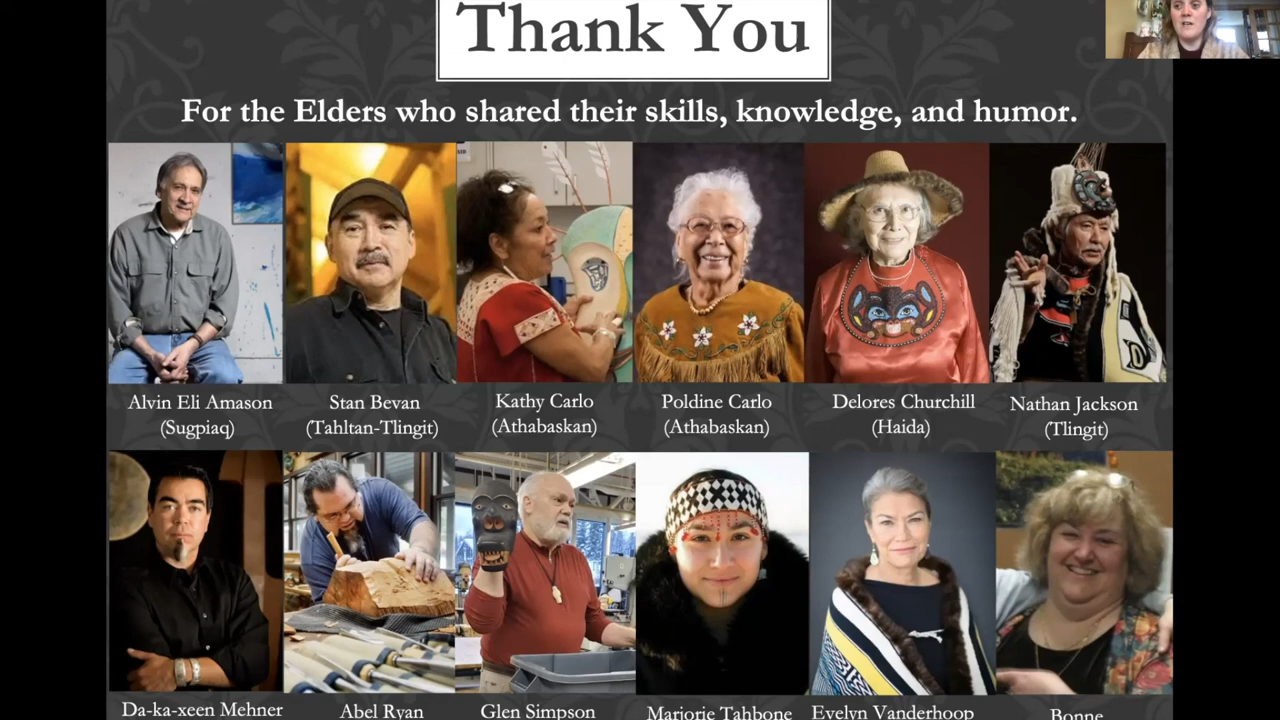 Thank You
For the Elders who shared their skills, knowledge, and humor.
Alvin Eli Amason
(Sugpiaq)
Stan Bevan
(Tahltan-Tlingit)
Kathy Carlo
(Athabaskan)
Poldine Carlo
(Athabaskan)
Delores Churchill
(Haida)
Nathan Jackson
(Tlingit)
Da-ka-xeen Mehner
Abel Ryan
Glen Simpson
Marjorie Tahbone
Evelyn Vanderhoop
Bonne